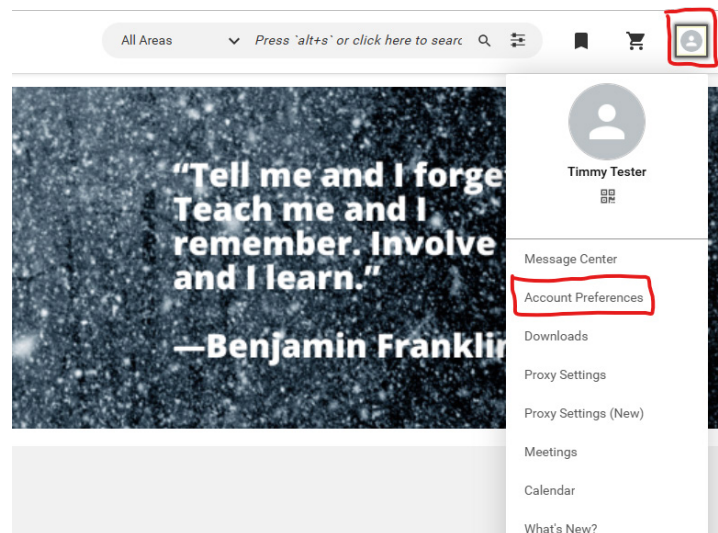 All Areas
Press `alt+s` or click here to searc
Timmy Tester
“Tell me and I forge
Teach me and I
remember. Involve
and I learn.”
—Benjamin Franklin
Message Center
Account Preferences
Downloads
Proxy Settings
Proxy Settings (New)
Meetings
Calendar
What's New?